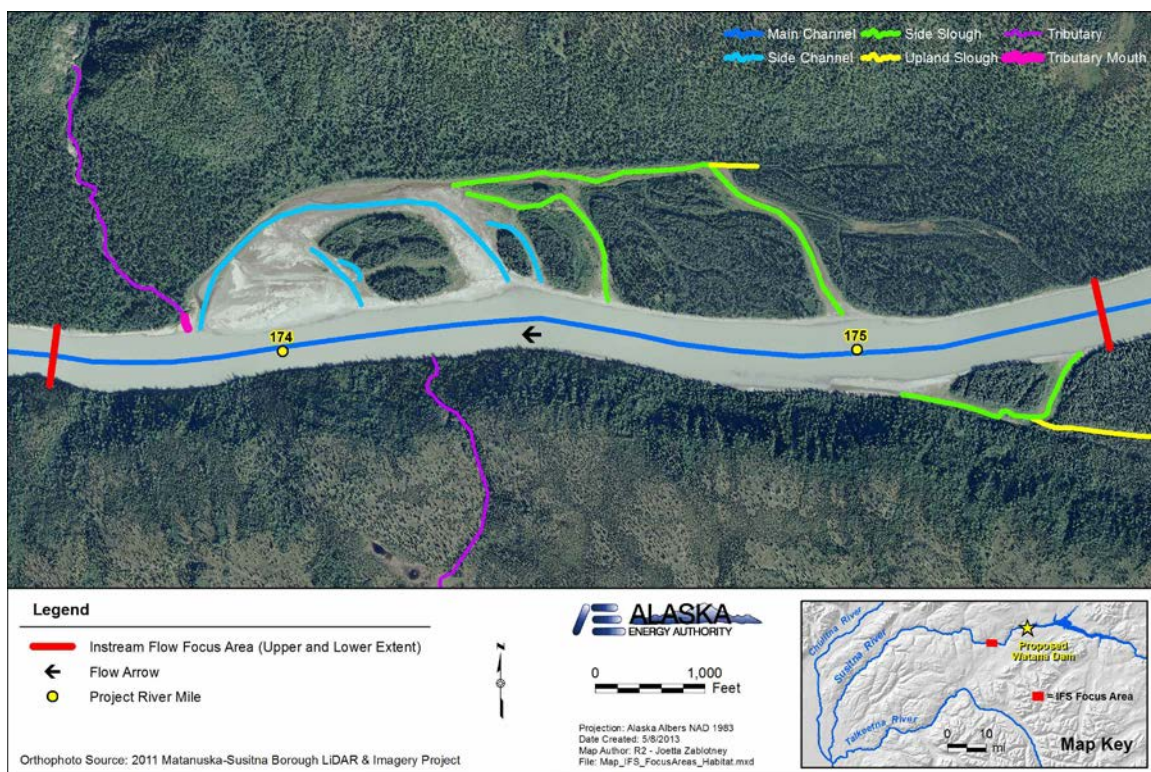 Main Channel Side Slough Tributary
Side Channel Upland Slough Tributary Mouth
174
175
Legend
Instream Flow Focus Area (Upper and Lower Extent)
Flow Arrow
Project River Mile
Orthophoto Source: 2011 Matanuska-Susitna Borough LiDAR & Imagery Project
N
ALASKA
ENERGY AUTHORITY
0 1,000
Feet
Projection: Alaska Albers NAD 1983
Date Created: 5/8/2013
Map Author: R2 - Joetta Zablotney
File: Map_IFS_FocusAreas_Habitat.mxd
Chulitna River
Susitna River
Talkeetna River
Proposed
Watana Dam
= IFS Focus Area
0 10
mi
Map Key